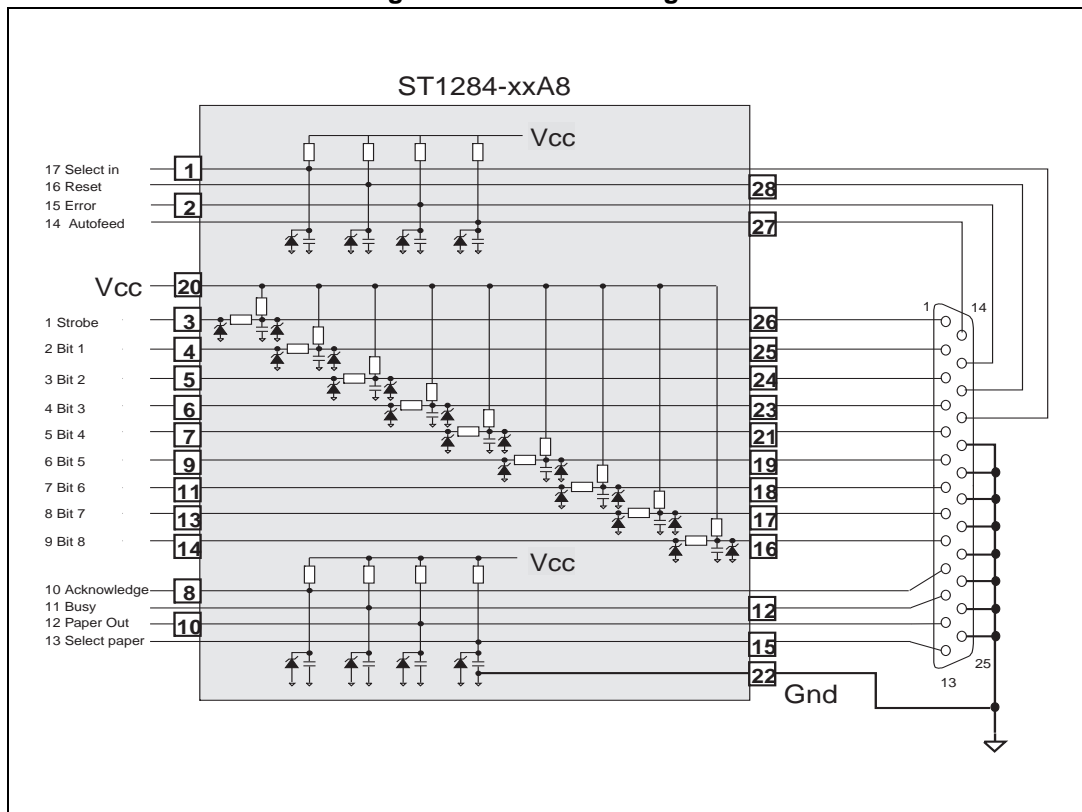 ST1284-xxA8
Vcc
17 Select in
1
16 Reset
28
15 Error
2
14 Autofeed
27
Vcc
20
1 Strobe
3
26
1
14
2 Bit 1
4
25
3 Bit 2
5
24
4 Bit 3
6
23
5 Bit 4
7
21
6 Bit 5
9
19
7 Bit 6
11
18
8 Bit 7
13
17
9 Bit 8
14
16
Vcc
10 Acknowledge
8
11 Busy
12
12 Paper Out
10
13 Select paper
15
25
13
22
Gnd